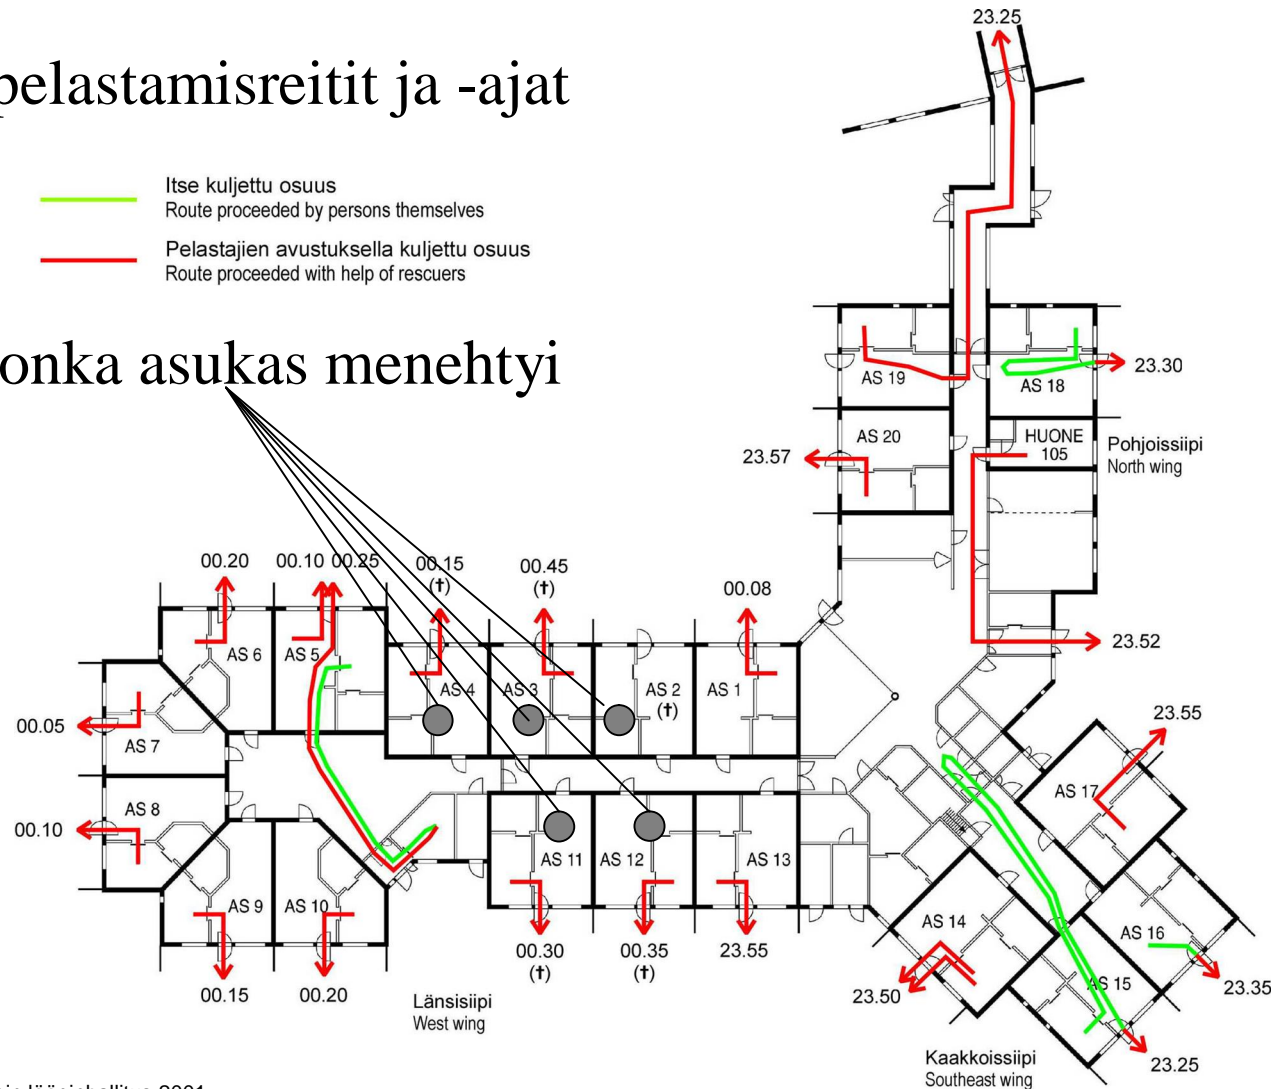 pelastamisreitit ja -ajat
Itse kuljettu osuus
Route proceeded by persons themselves
Pelastajien avustuksella kuljettu osuus
Route proceeded with help of rescuers
onka asukas menehtyi
23.25
AS 19
AS 18
23.30
AS 20
23.57
HUONE
105
Pohjoissiipi
North wing
23.52
00.20
00.10
00.25
00.15
(✝)
00.45
(✝)
00.08
AS 6
AS 5
AS 4
AS 3
AS 2
(✝)
AS 1
00.05
AS 7
AS 8
00.10
AS 9
AS 10
00.15
00.20
AS 11
AS 12
AS 13
00.30
(✝)
00.35
(✝)
23.55
Länsisiipi
West wing
23.55
AS 17
AS 14
AS 16
AS 15
23.50
23.35
23.25
Kaakkoissiipi
Southeast wing